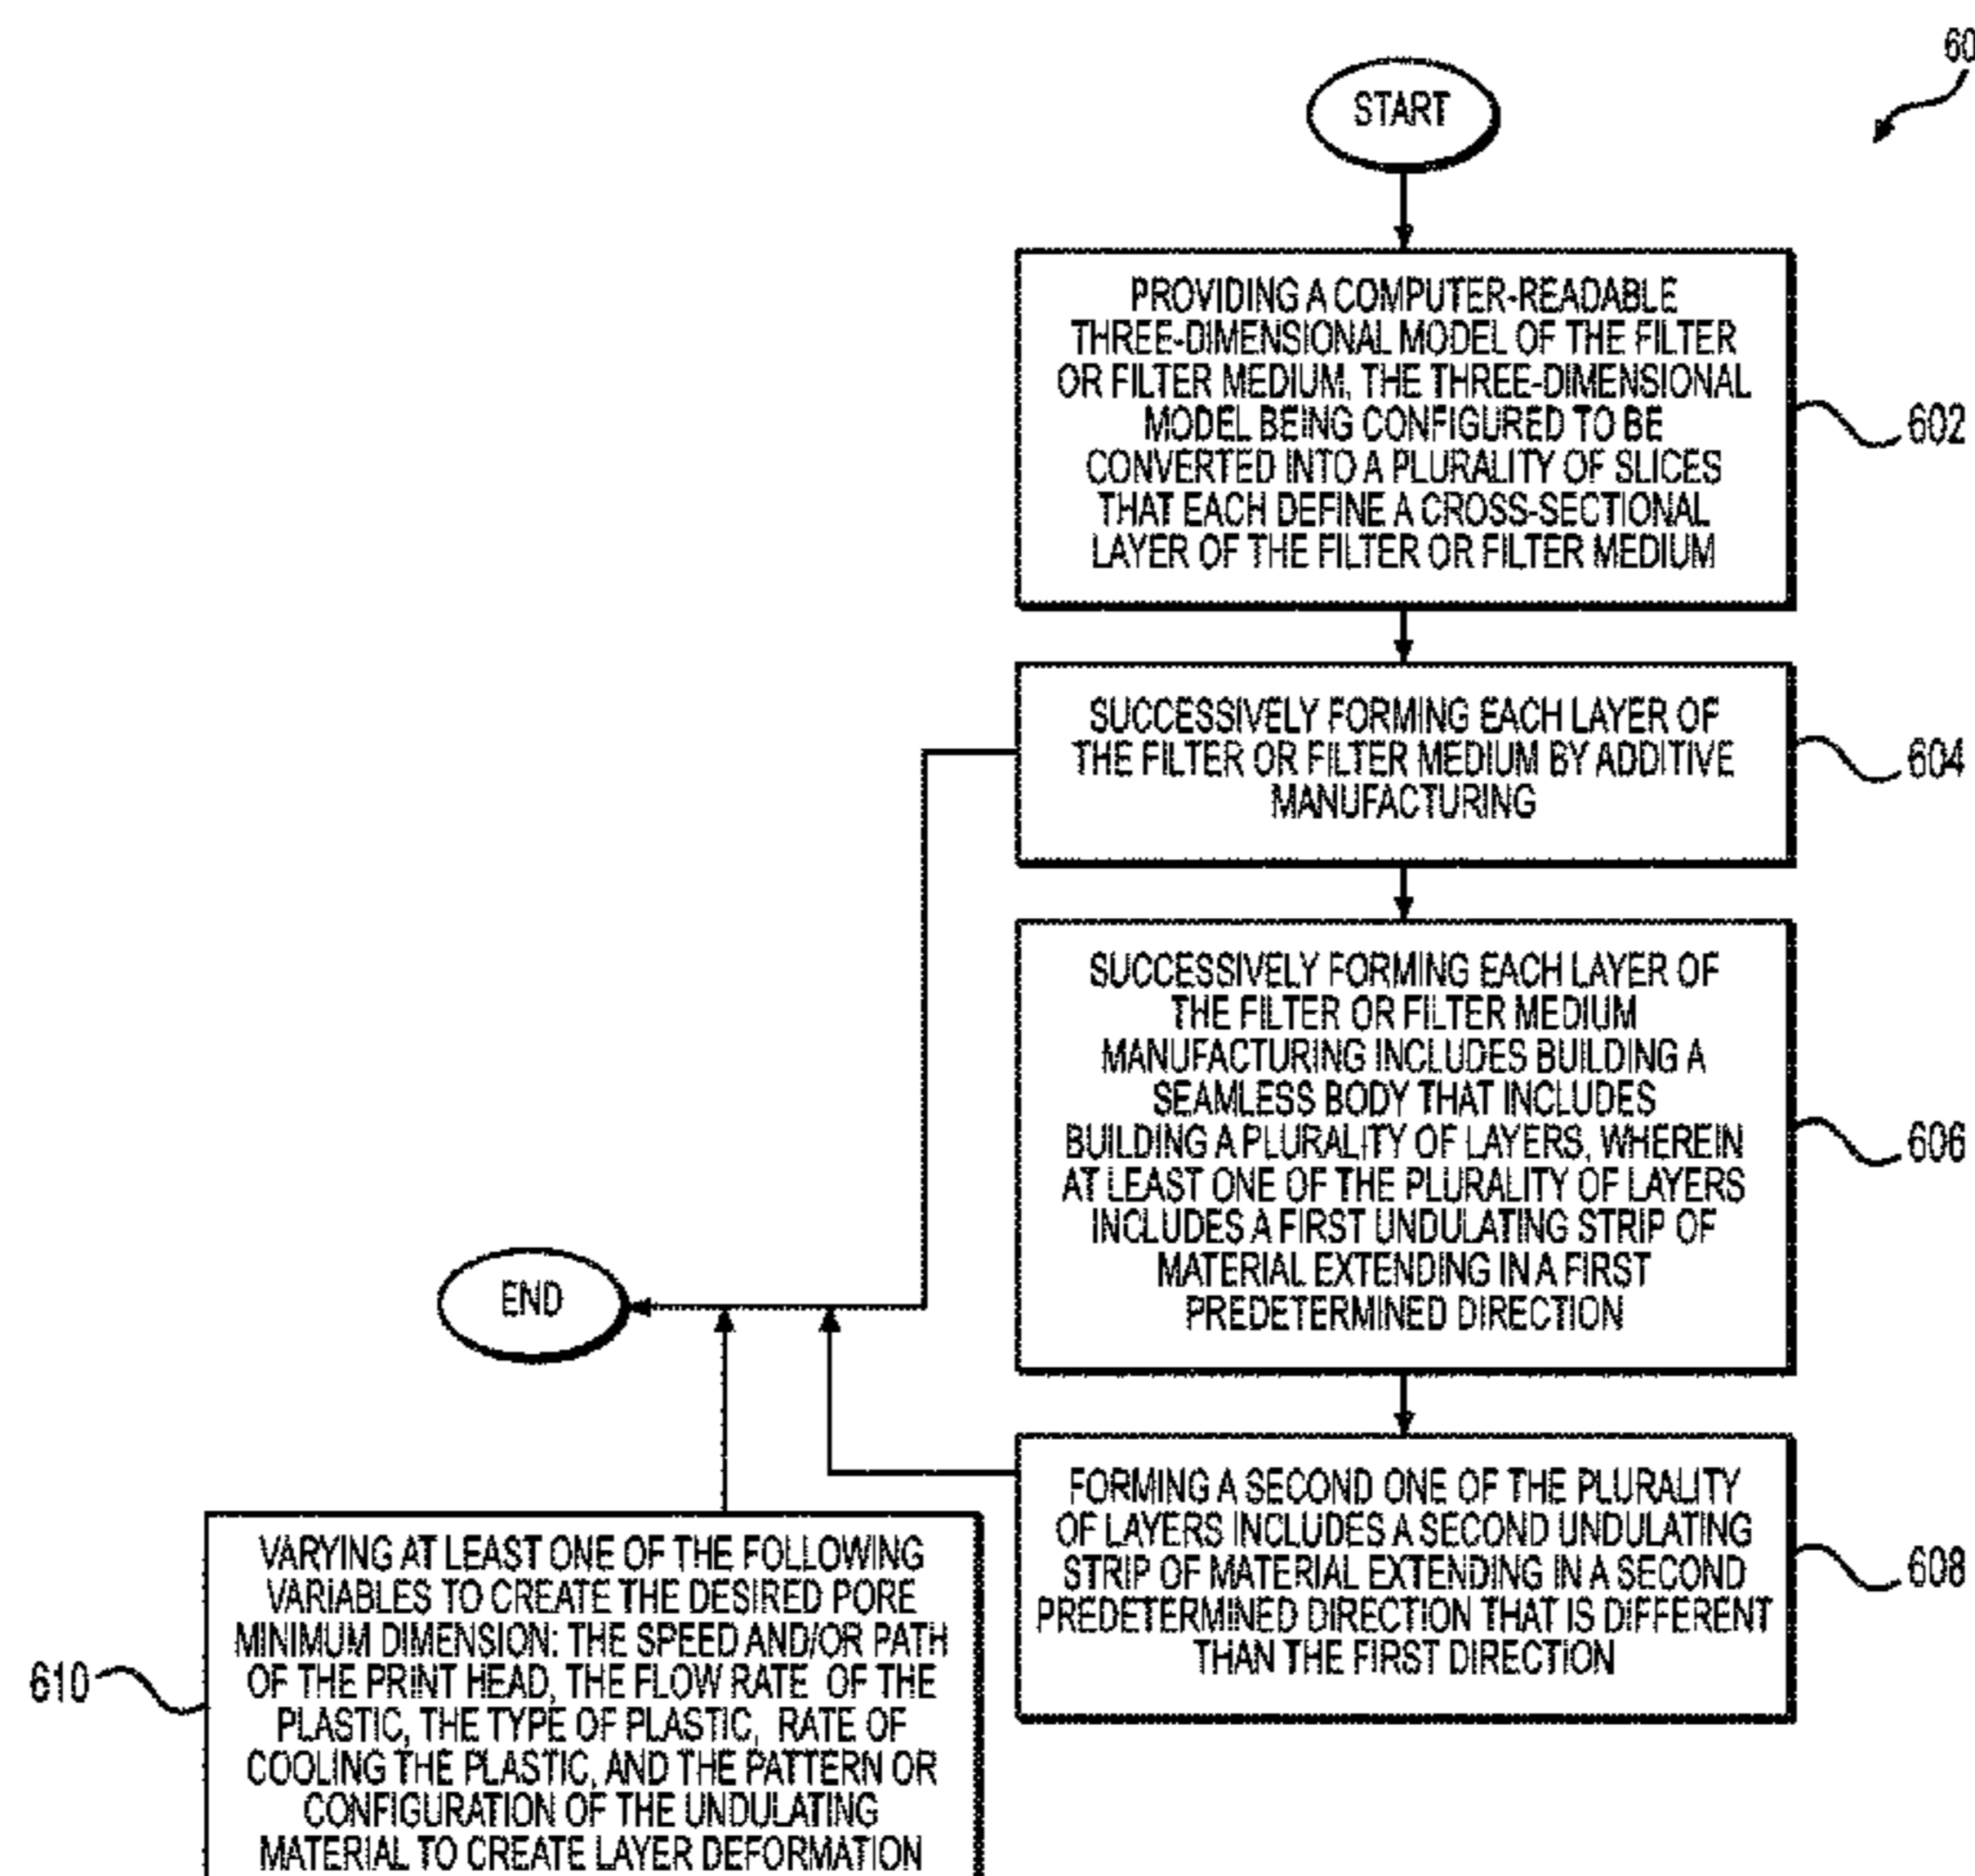 60
START
PROVIDING A COMPUTER-READABLE
THREE-DIMENSIONAL MODEL OF THE FILTER
OR FILTER MEDIUM, THE THREE-DIMENSIONAL
MODEL BEING CONFIGURED TO BE
CONVERTED INTO A PLURALITY OF SLICES
THAT EACH DEFINE A CROSS-SECTIONAL
LAYER OF THE FILTER OR FILTER MEDIUM
602
SUCCESSIVELY FORMING EACH LAYER OF
THE FILTER OR FILTER MEDIUM BY ADDITIVE
MANUFACTURING
604
SUCCESSIVELY FORMING EACH LAYER OF
THE FILTER OR FILTER MEDIUM
MANUFACTURING INCLUDES BUILDING A
SEAMLESS BODY THAT INCLUDES
BUILDING A PLURALITY OF LAYERS, WHEREIN
AT LEAST ONE OF THE PLURALITY OF LAYERS
INCLUDES A FIRST UNDULATING STRIP OF
MATERIAL EXTENDING IN A FIRST
PREDETERMINED DIRECTION
606
END
FORMING A SECOND ONE OF THE PLURALITY
OF LAYERS INCLUDES A SECOND UNDULATING
STRIP OF MATERIAL EXTENDING IN A SECOND
PREDETERMINED DIRECTION THAT IS DIFFERENT
THAN THE FIRST DIRECTION
608
VARYING AT LEAST ONE OF THE FOLLOWING
VARIABLES TO CREATE THE DESIRED PORE
MINIMUM DIMENSION: THE SPEED AND/OR PATH
OF THE PRINT HEAD, THE FLOW RATE OF THE
PLASTIC, THE TYPE OF PLASTIC, RATE OF
COOLING THE PLASTIC, AND THE PATTERN OR
CONFIGURATION OF THE UNDULATING
MATERIAL TO CREATE LAYER DEFORMATION
610